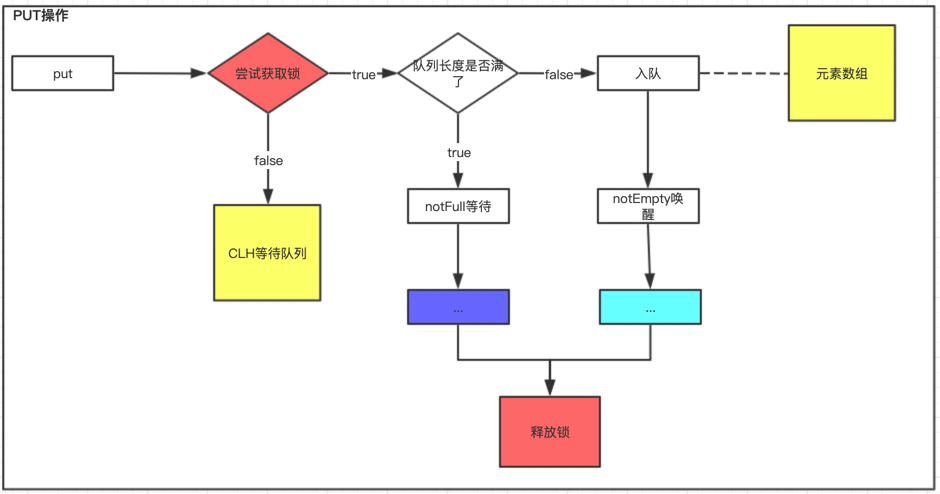 PUT操作
put
尝试获取锁
true
队列长度是否满
了
false
入队
元素数组
false
true
CLH等待队列
notFull等待
notEmpty唤
醒
...
...
释放锁